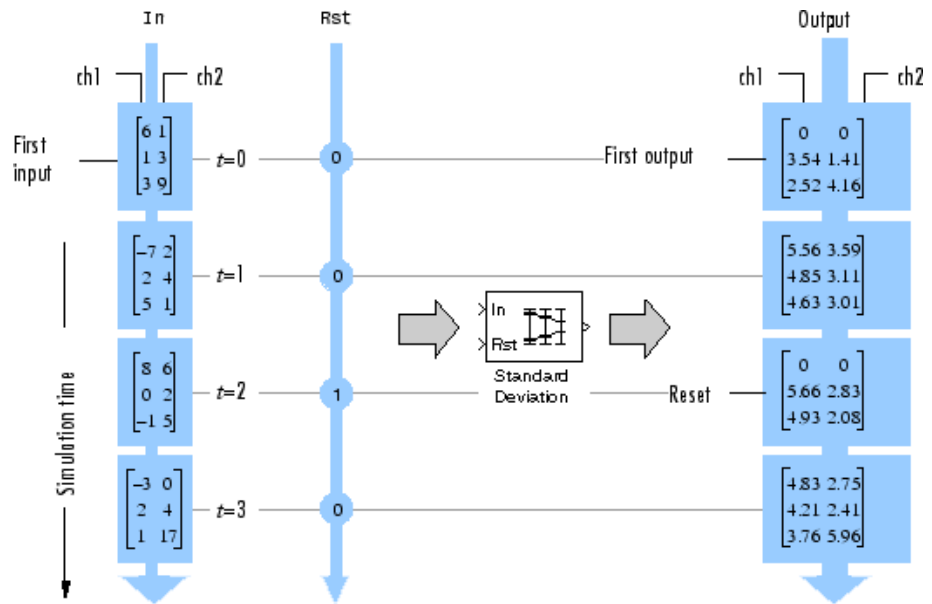 In Rst Output
ch1 ch2 ch1 ch2
First input
6 1
1 3
3 9
t=0
0
First output
0 0
3.54 1.41
2.52 4.16
-7 2
2 4
5 1
t=1
0
5.56 3.59
4.85 3.11
4.63 3.01
In
Rst
Standard
Deviation
Simulation time
8 6
0 2
-1 5
t=2
1
Reset
0 0
5.66 2.83
4.93 2.08
-3 0
2 4
1 17
t=3
0
4.83 2.75
4.21 2.41
3.76 5.96